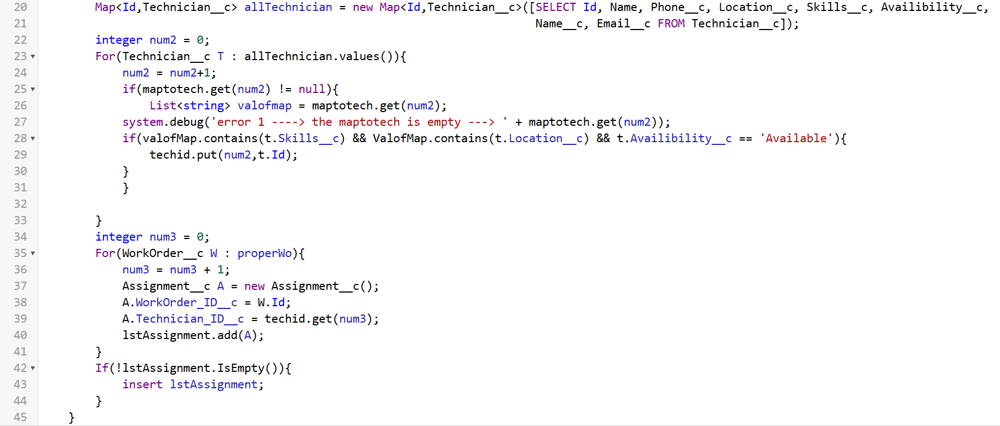 20 Map<Id,Technician__c> allTechnician = new Map<Id,Technician__c>([SELECT Id, Name, Phone__c, Location__c, Skills__c, Availibility__c,
21 Name__c, Email__c FROM Technician__c]);
22 integer num2 = 0;
23 For(Technician__c T : allTechnician.values()){
24 num2 = num2+1;
25 if(maptotech.get(num2) != null){
26 List<string> valofmap = maptotech.get(num2);
27 system.debug('error 1 ----> the maptotech is empty ---> ' + maptotech.get(num2));
28 if(valofMap.contains(t.Skills__c) && ValofMap.contains(t.Location__c) && t.Availibility__c == 'Available'){
29 techid.put(num2,t.Id);
30 }
31 }
32
33 }
34 integer num3 = 0;
35 For(WorkOrder__c W : properWo){
36 num3 = num3 + 1;
37 Assignment__c A = new Assignment__c();
38 A.WorkOrder_ID__c = W.Id;
39 A.Technician_ID__c = techid.get(num3);
40 lstAssignment.add(A);
41 }
42 If(!lstAssignment.IsEmpty()){
43 insert lstAssignment;
44 }
45 }